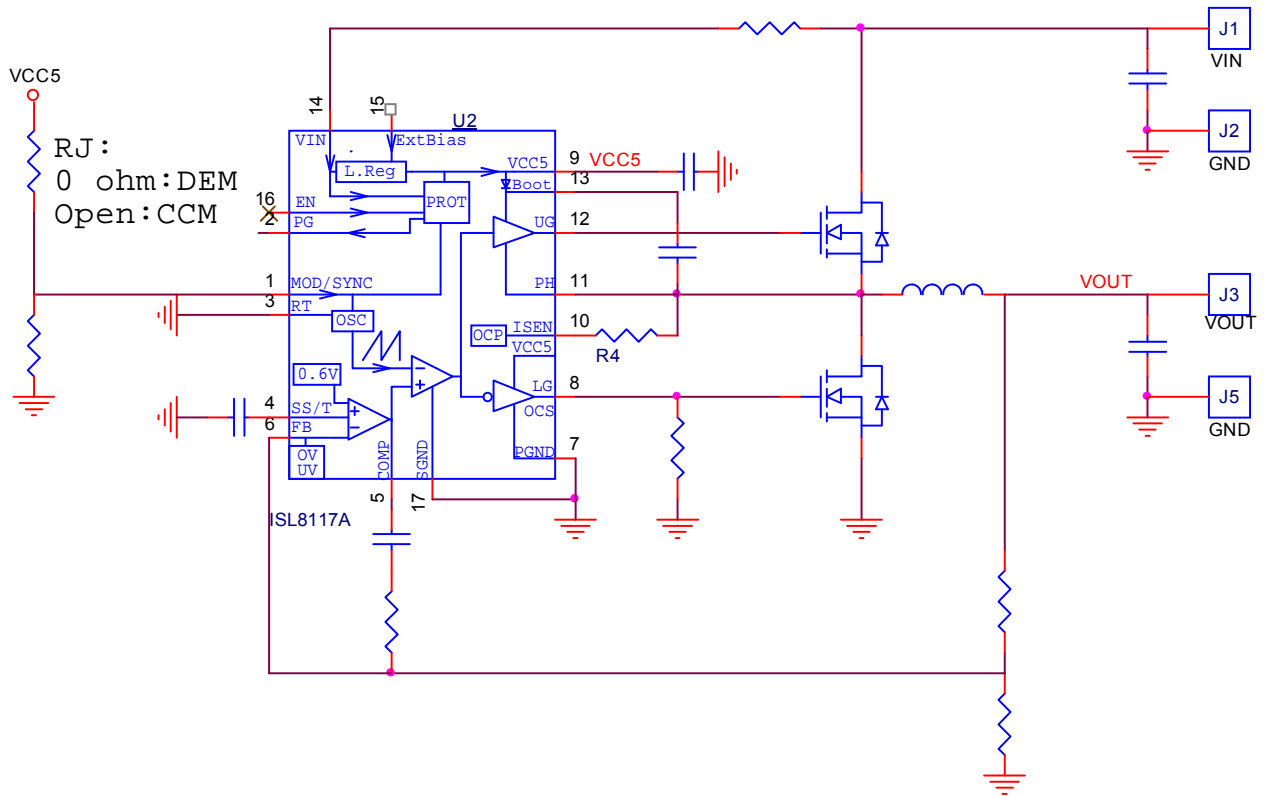 J1
VIN
VCC5
14
15
U2
RJ:
0 ohm:DEM
Open:CCM
VIN
ExtBias
J2
GND
L.Reg
VCC5
9
VCC5
Boot
13
PROT
16
EN
2
PG
UG
12
1
MOD/SYNC
PH
11
VOUT
J3
VOUT
3
RT
OSC
OCP
ISEN
10
VCC5
R4
0.6V
LG
8
OCS
J5
GND
4
SS/T
6
FB
OV
UV
COMP
SGND
PGND
7
5
17
ISL8117A